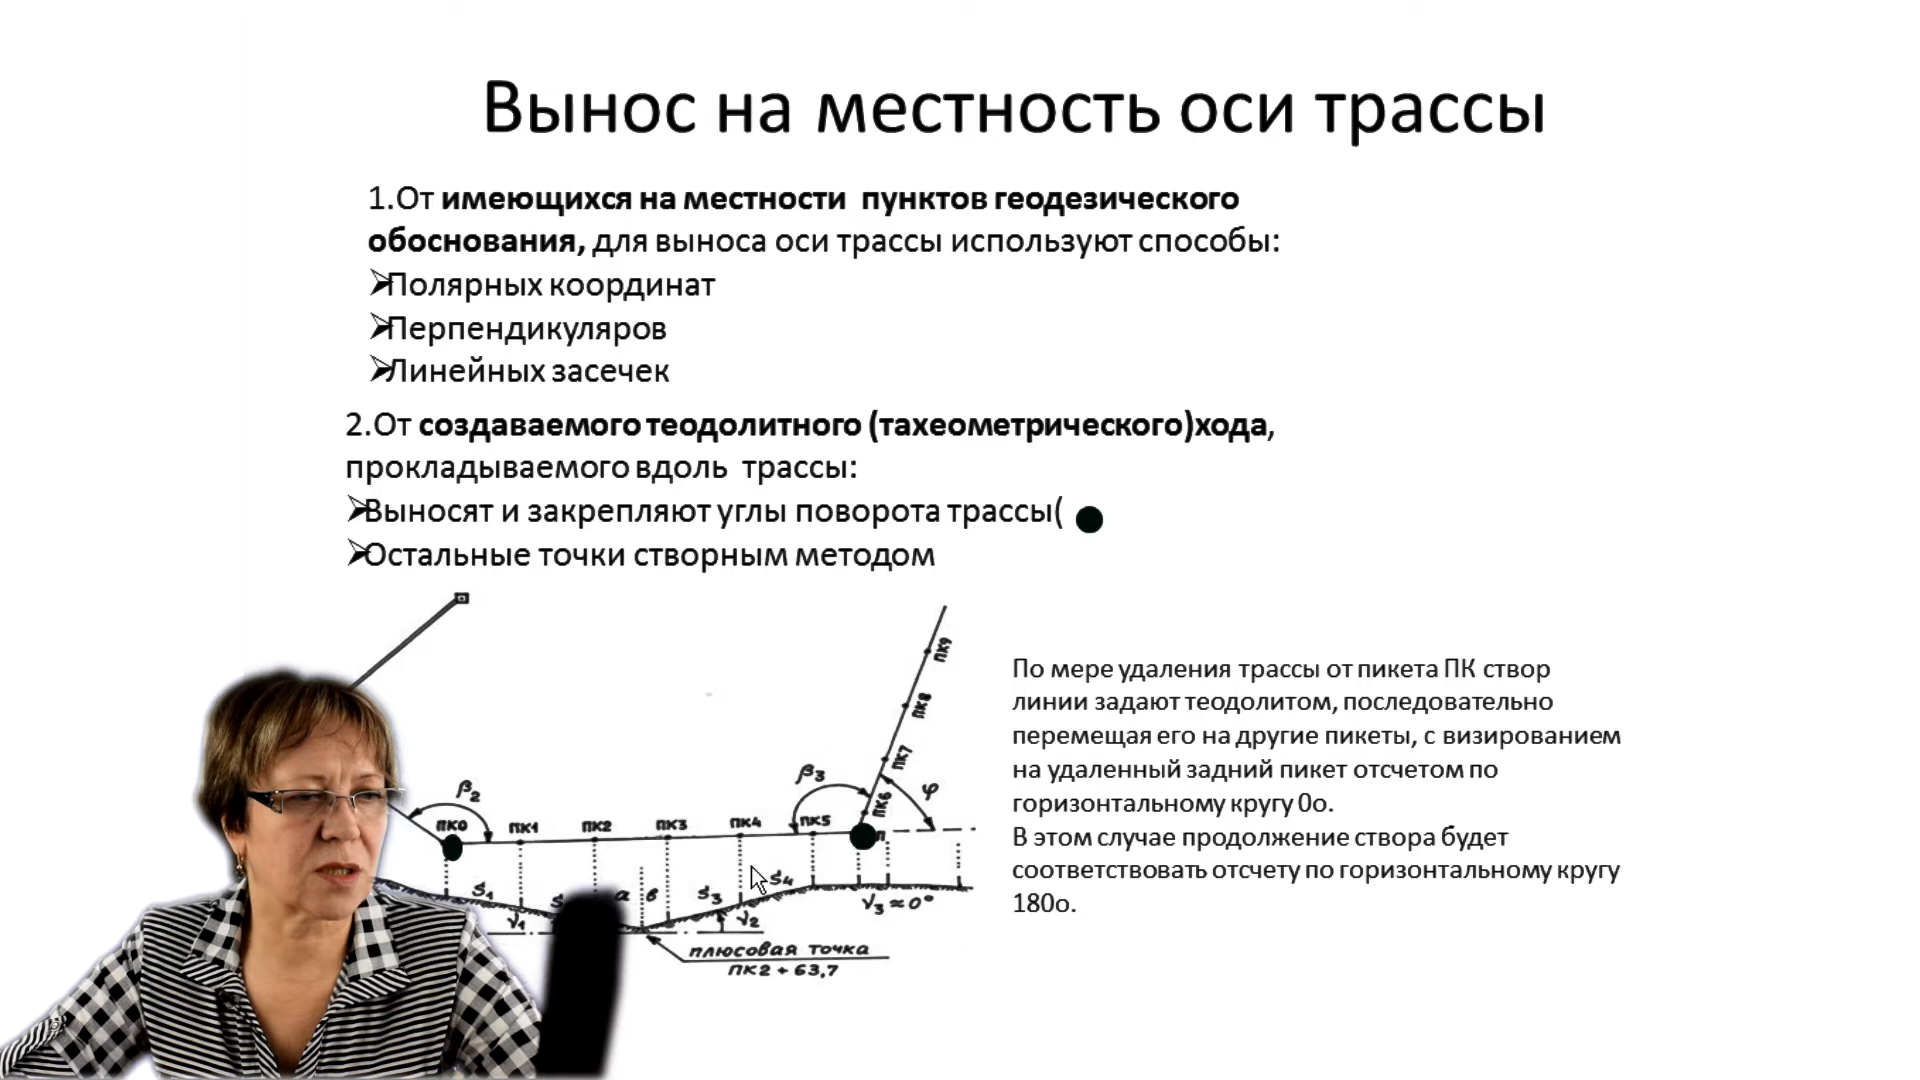 Вынос на местность оси трассы
1.От имеющихся на местности пунктов геодезического
обоснования, для выноса оси трассы используют способы:
Полярных координат
Перпендикуляров
Линейных засечек
2.От создаваемого теодолитного (тахеометрического)хода,
прокладываемого вдоль трассы:
Выносят и закрепляют углы поворота трассы(
Остальные точки створным методом
По мере удаления трассы от пикета ПК створ
линии задают теодолитом, последовательно
перемещая его на другие пикеты, с визированием
на удаленный задний пикет отсчетом по
горизонтальному кругу 0о.
В этом случае продолжение створа будет
соответствовать отсчету по горизонтальному кругу
180о.
ПК9
ПК8
ПК7
ПК6
β3
φ
β2
ПК0 ПК1 ПК2 ПК3 ПК4 ПК5
S1 a в S3 S4
ν1 ν2 ν3≈0°
плюсовая точка
ПК2 + 63,7